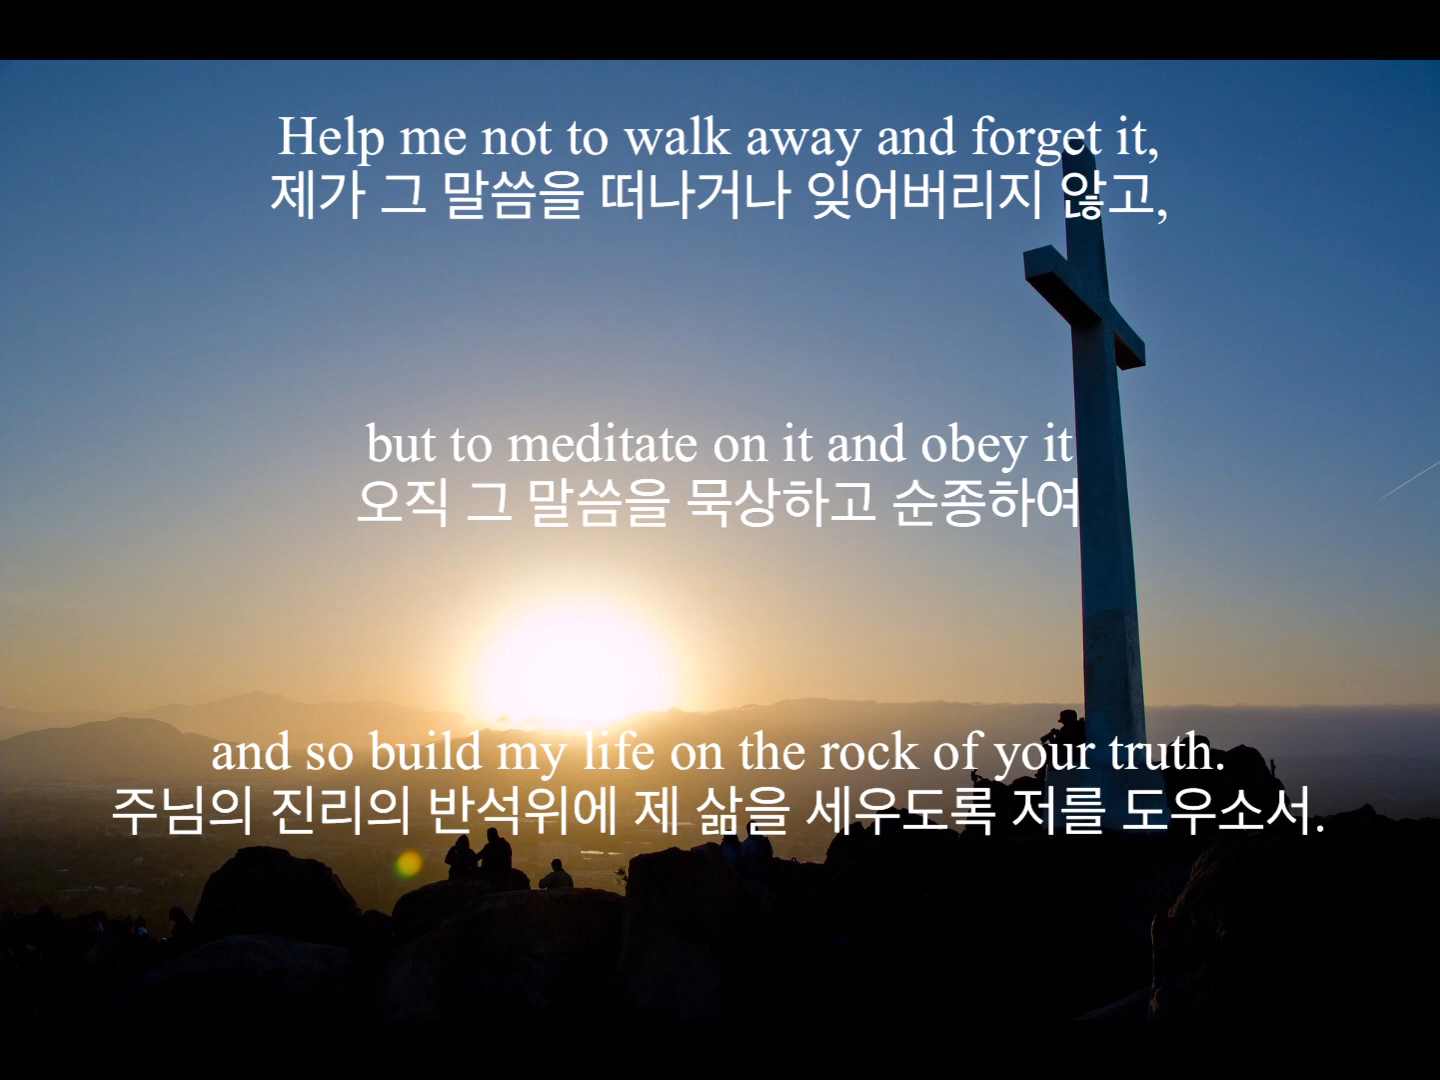 Help me not to walk away and forget it,
제가 그 말씀을 떠나거나 잊어버리지 않고,
but to meditate on it and obey it
오직 그 말씀을 묵상하고 순종하여
and so build my life on the rock of your truth.
주님의 진리의 반석위에 제 삶을 세우도록 저를 도우소서.